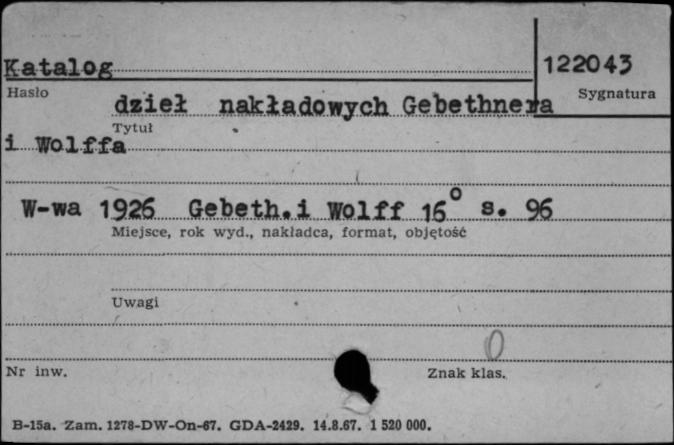 Katalog 122043
Hasło Sygnatura
dzieł nakładowych Gebethnera
Tytuł
i Wolffa
W-wa 1926 Gebeth.i Wolff 16° s. 96
Miejsce, rok wyd., nakładca, format, objętość
Uwagi
0
Nr inw. Znak klas.
B-15a. Zam. 1278-DW-On-67. GDA-2429. 14.8.67. 1 520 000.